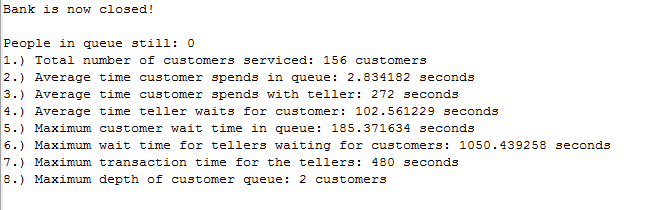 Bank is now closed!
People in queue still: 0
1.) Total number of customers serviced: 156 customers
2.) Average time customer spends in queue: 2.834182 seconds
3.) Average time customer spends with teller: 272 seconds
4.) Average time teller waits for customer: 102.561229 seconds
5.) Maximum customer wait time in queue: 185.371634 seconds
6.) Maximum wait time for tellers waiting for customers: 1050.439258 seconds
7.) Maximum transaction time for the tellers: 480 seconds
8.) Maximum depth of customer queue: 2 customers